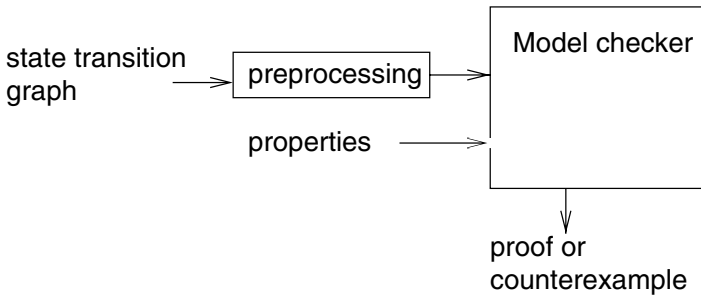 state transition
graph
preprocessing
Model checker
properties
proof or
counterexample